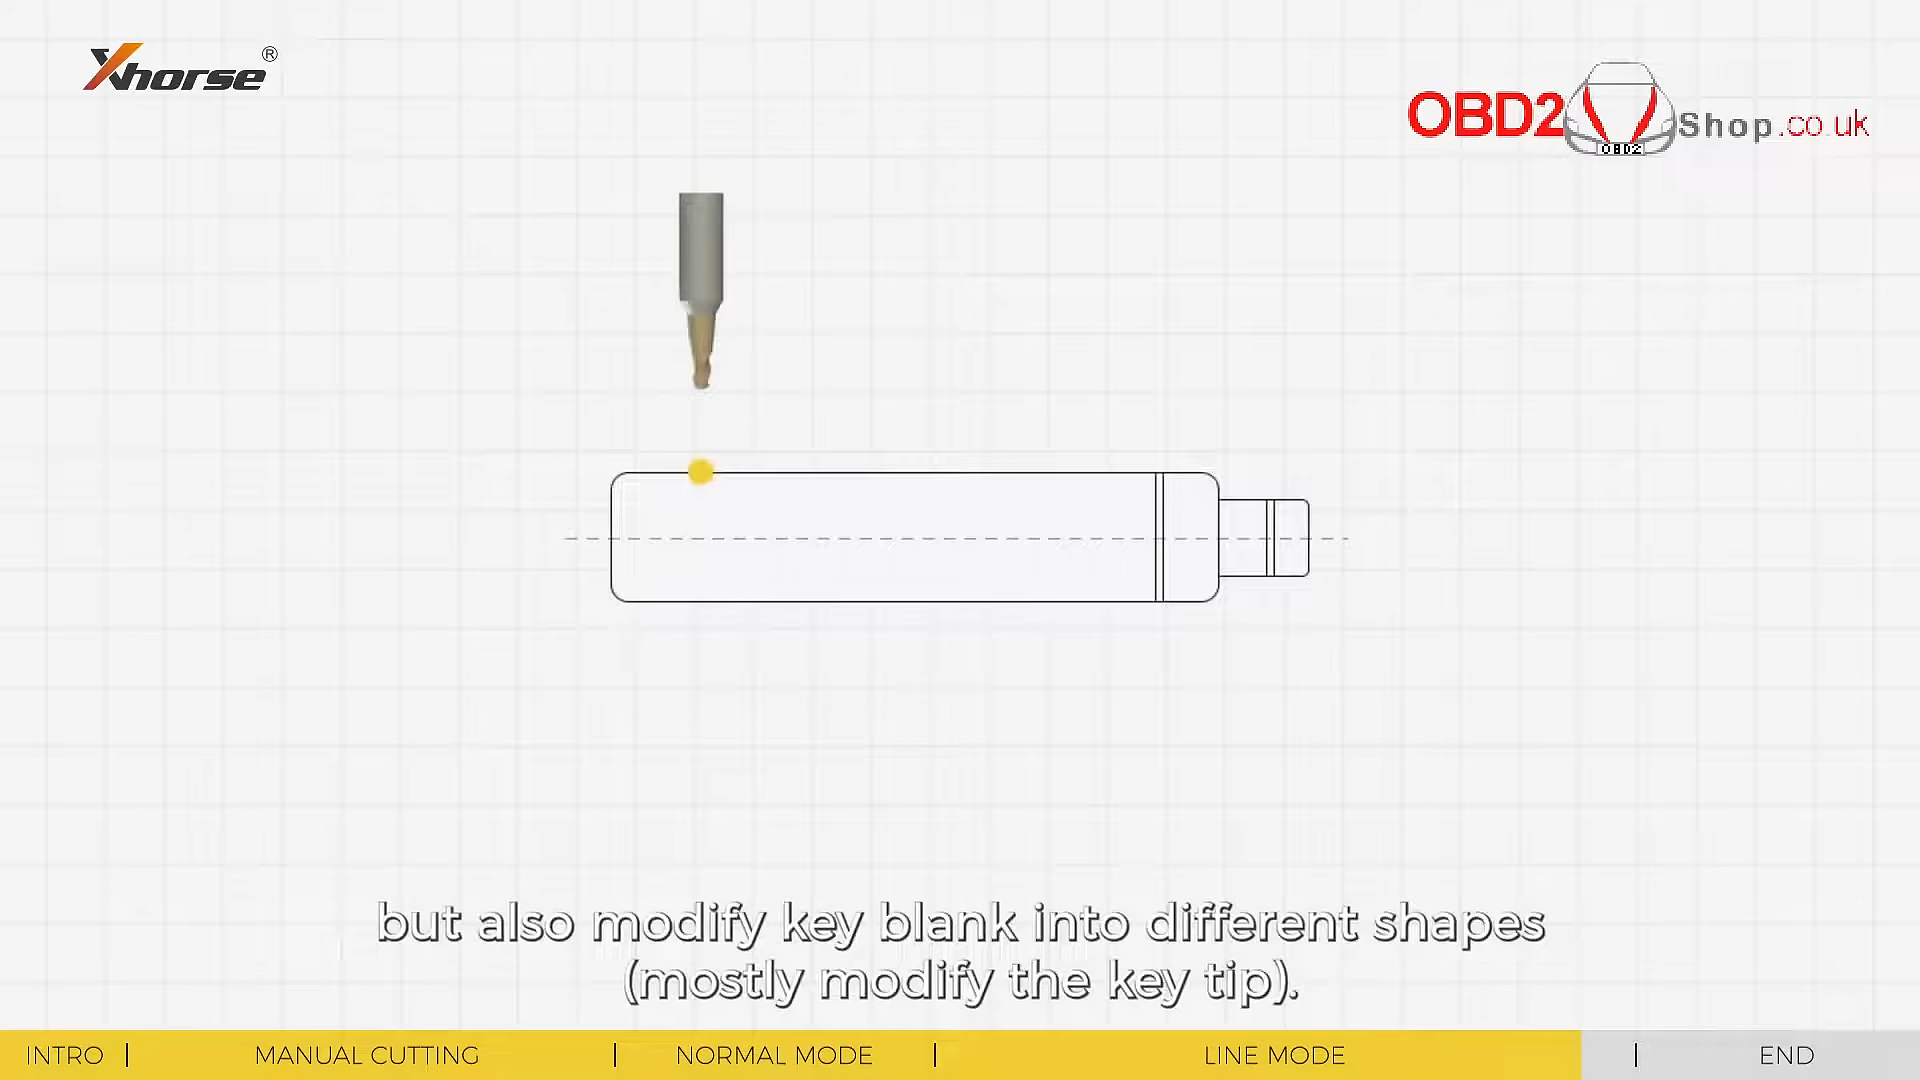 Xhorse®
OBD2 Shop.co.uk
OBD2
but also modify key blank into different shapes
(mostly modify the key tip).
INTRO | MANUAL CUTTING | NORMAL MODE | LINE MODE | END